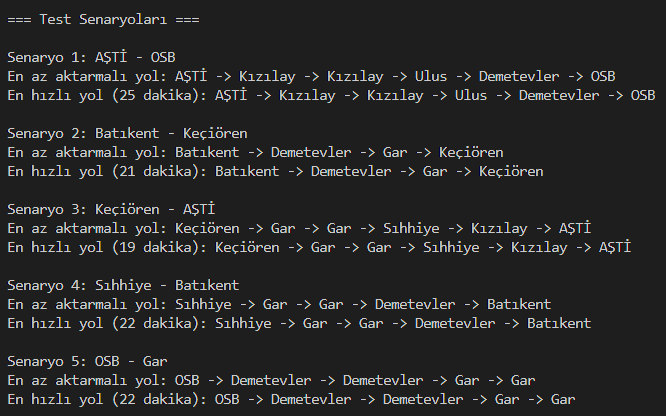 === Test Senaryoları ===
Senaryo 1: AŞTİ - OSB
En az aktarmalı yol: AŞTİ -> Kızılay -> Kızılay -> Ulus -> Demetevler -> OSB
En hızlı yol (25 dakika): AŞTİ -> Kızılay -> Kızılay -> Ulus -> Demetevler -> OSB
Senaryo 2: Batıkent - Keçiören
En az aktarmalı yol: Batıkent -> Demetevler -> Gar -> Keçiören
En hızlı yol (21 dakika): Batıkent -> Demetevler -> Gar -> Keçiören
Senaryo 3: Keçiören - AŞTİ
En az aktarmalı yol: Keçiören -> Gar -> Gar -> Sıhhiye -> Kızılay -> AŞTİ
En hızlı yol (19 dakika): Keçiören -> Gar -> Gar -> Sıhhiye -> Kızılay -> AŞTİ
Senaryo 4: Sıhhiye - Batıkent
En az aktarmalı yol: Sıhhiye -> Gar -> Gar -> Demetevler -> Batıkent
En hızlı yol (22 dakika): Sıhhiye -> Gar -> Gar -> Demetevler -> Batıkent
Senaryo 5: OSB - Gar
En az aktarmalı yol: OSB -> Demetevler -> Demetevler -> Gar -> Gar
En hızlı yol (22 dakika): OSB -> Demetevler -> Demetevler -> Gar -> Gar